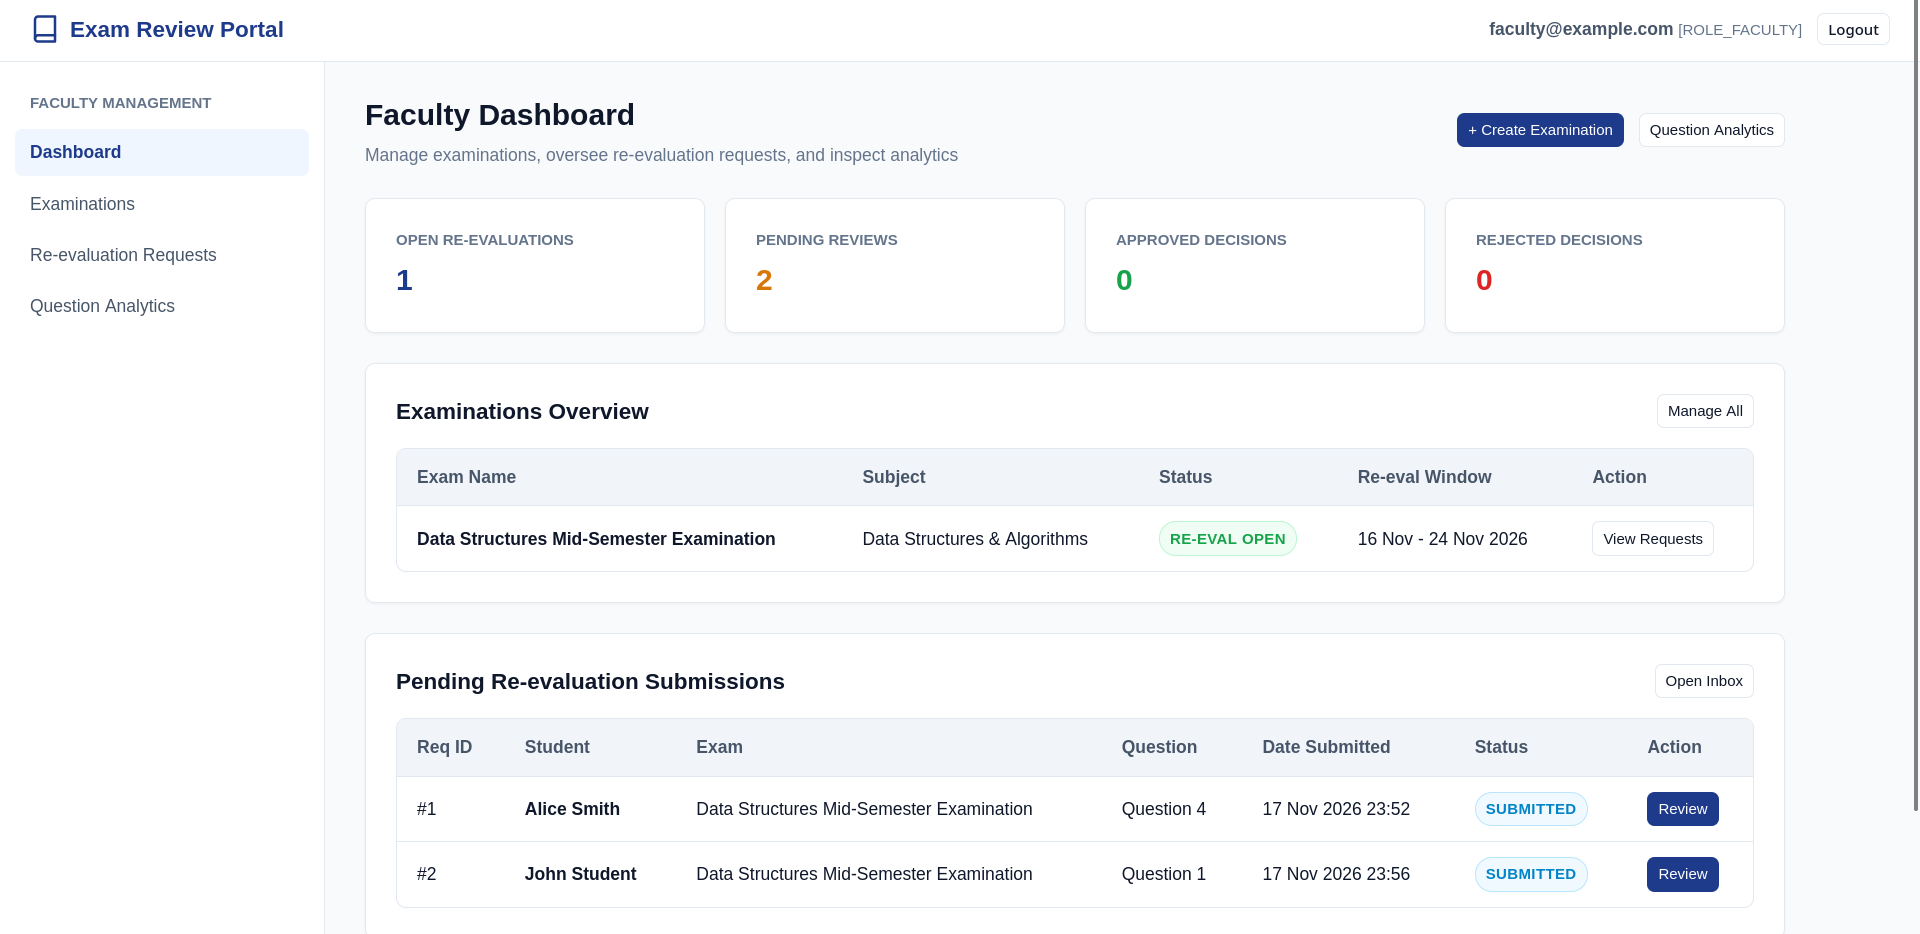 Exam Review Portal
faculty@example.com [ROLE_FACULTY] Logout
FACULTY MANAGEMENT
Dashboard
Examinations
Re-evaluation Requests
Question Analytics
Faculty Dashboard
Manage examinations, oversee re-evaluation requests, and inspect analytics
+ Create Examination Question Analytics
OPEN RE-EVALUATIONS PENDING REVIEWS APPROVED DECISIONS REJECTED DECISIONS
1 2 0 0
Examinations Overview Manage All
Exam Name Subject Status Re-eval Window Action
Data Structures Mid-Semester Examination Data Structures & Algorithms RE-EVAL OPEN 16 Nov - 24 Nov 2026 View Requests
Pending Re-evaluation Submissions Open Inbox
Req ID Student Exam Question Date Submitted Status Action
#1 Alice Smith Data Structures Mid-Semester Examination Question 4 17 Nov 2026 23:52 SUBMITTED Review
#2 John Student Data Structures Mid-Semester Examination Question 1 17 Nov 2026 23:56 SUBMITTED Review